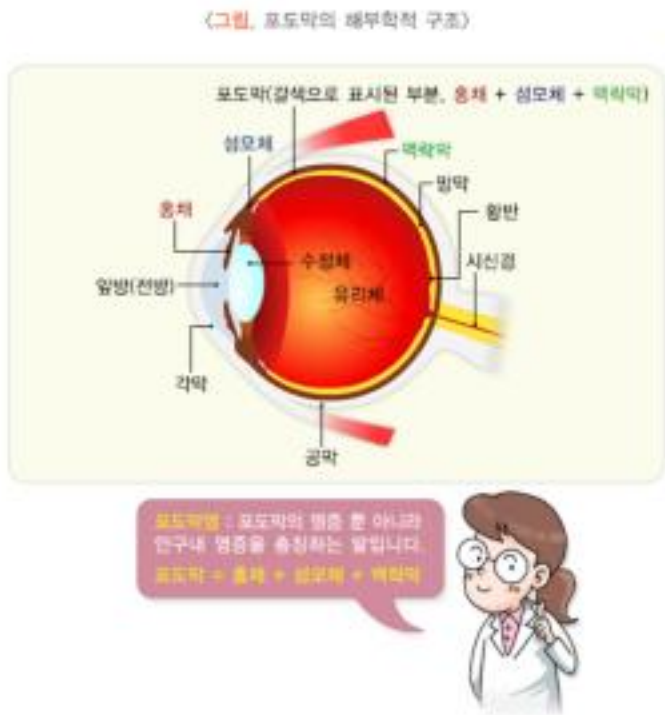 <그림. 포도막의 해부학적 구조>
포도막(갈색으로 표시된 부분, 홍채 + 섬모체 + 맥락막)
섬모체
맥락막
망막
홍채
황반
수정체
시신경
앞방(전방)
유리체
각막
공막
포도막염 : 포도막의 염증 뿐 아니라
안구내 염증을 총칭하는 말입니다.
포도막 = 홍채 + 섬모체 + 맥락막